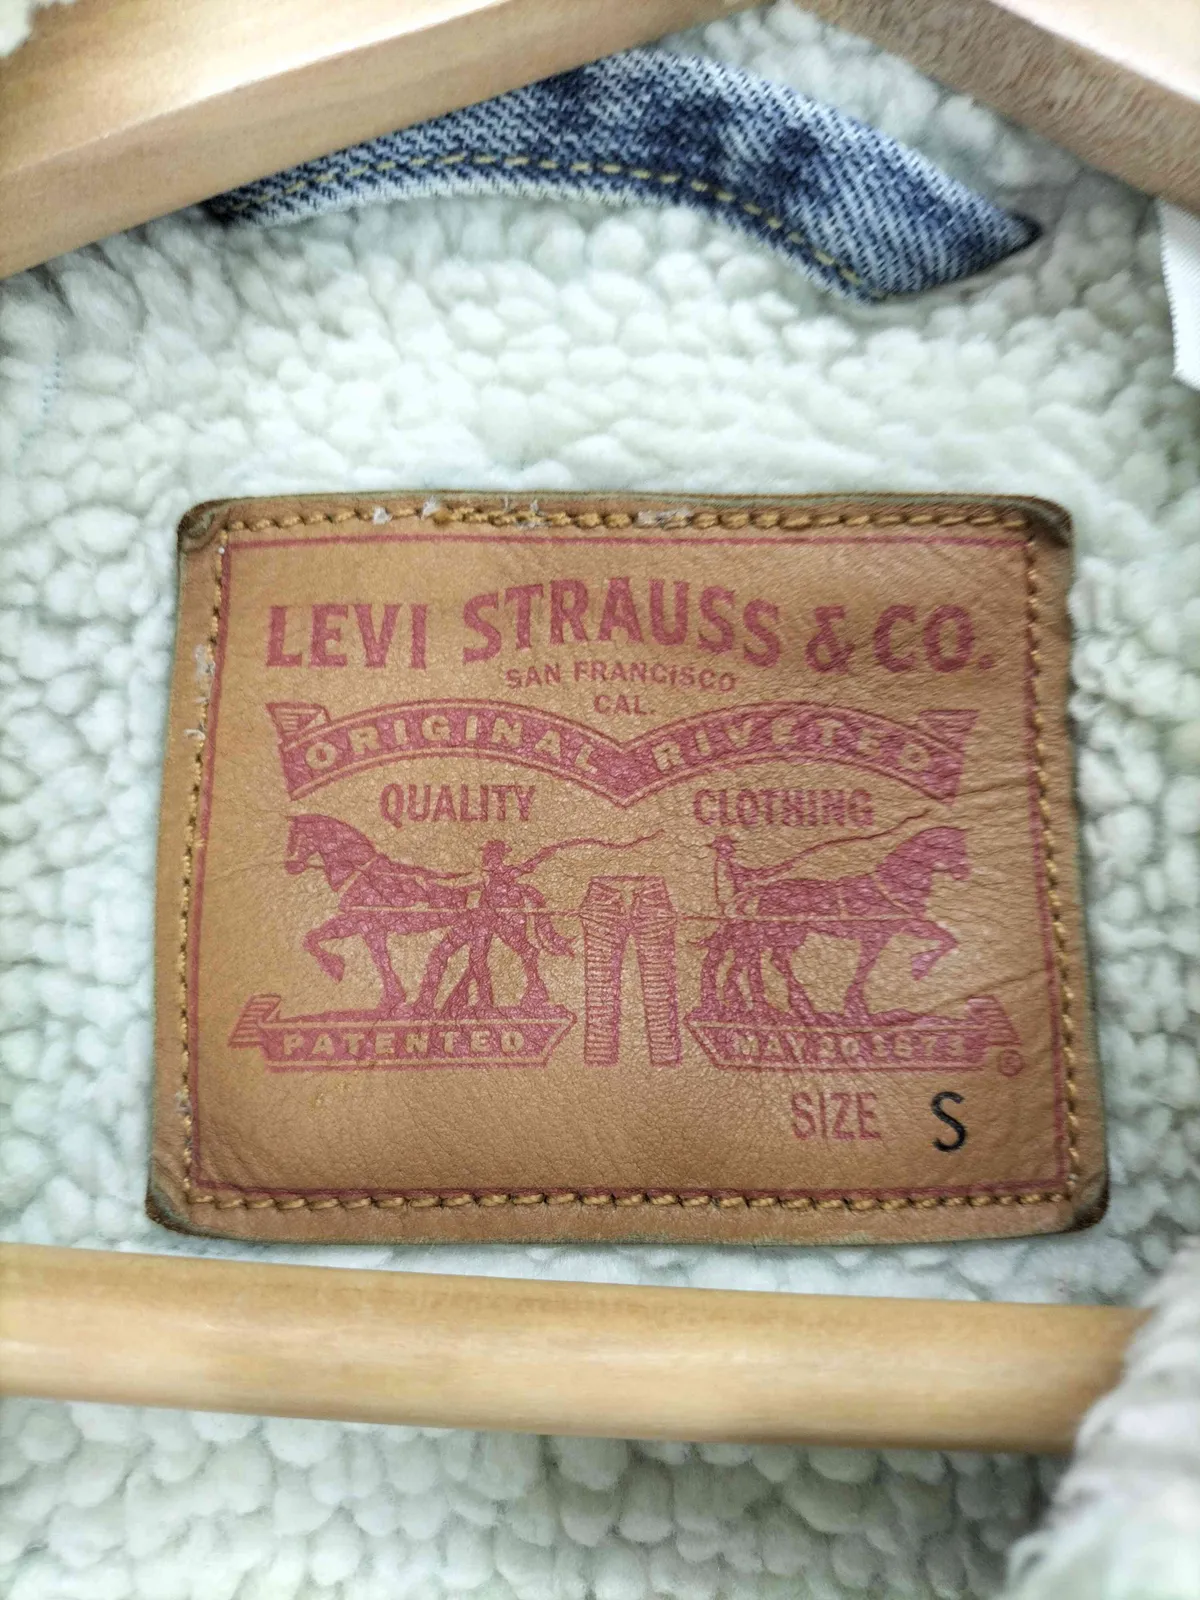 LEVI STRAUSS & CO.
SAN FRANCISCO
CAL.
ORIGINAL RIVETED
QUALITY CLOTHING
PATENTED MAY 20 1873
®
SIZE S